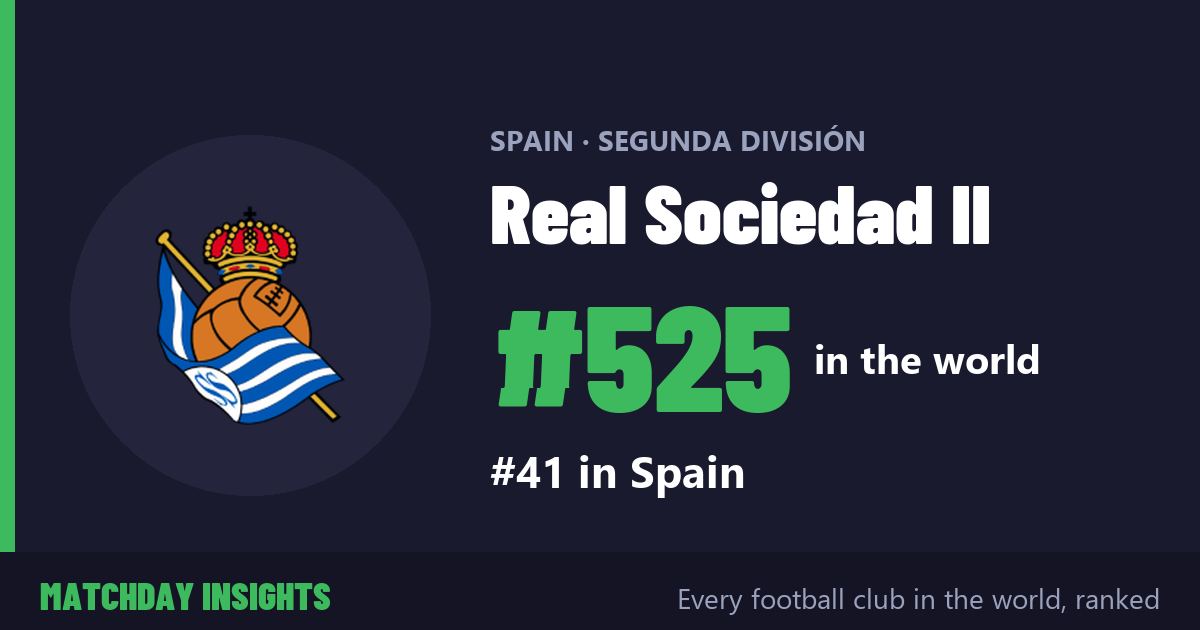 SPAIN · SEGUNDA DIVISIÓN
Real Sociedad II
#525 in the world
#41 in Spain
MATCHDAY INSIGHTS
Every football club in the world, ranked